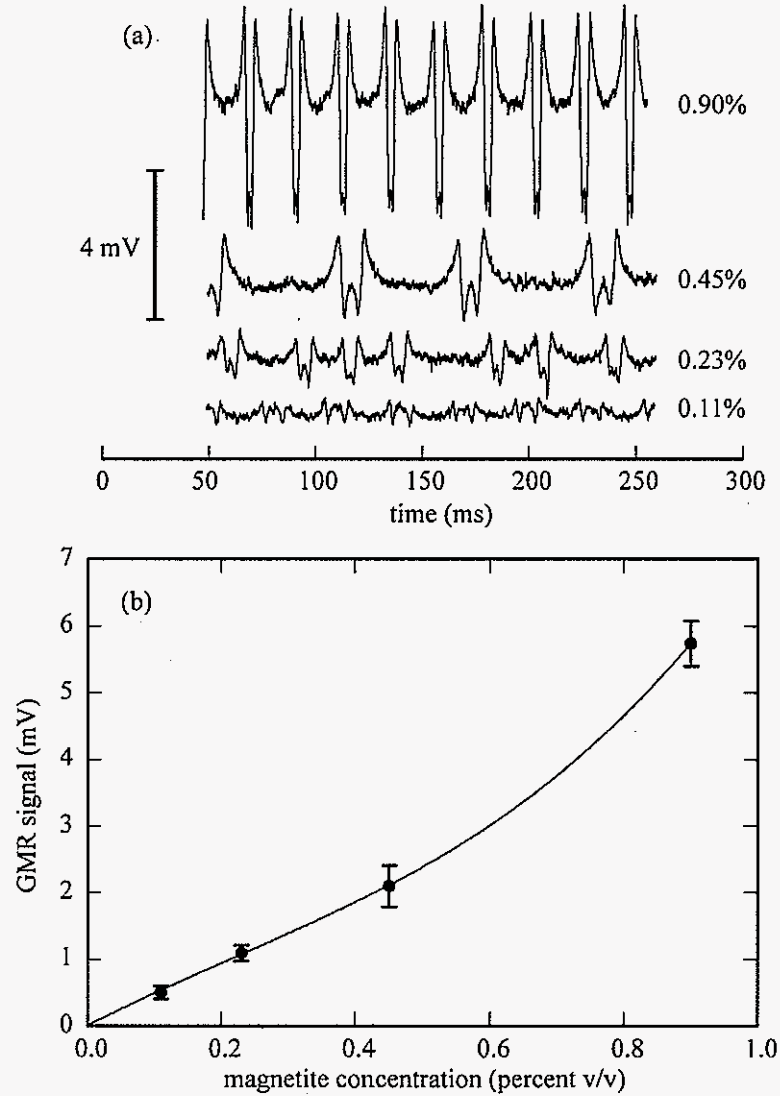 (a)
0.90%
4 mV
0.45%
0.23%
0.11%
0 50 100 150 200 250 300
time (ms)
7
(b)
6
5
4
3
2
1
0
GMR signal (mV)
0.0 0.2 0.4 0.6 0.8 1.0
magnetite concentration (percent v/v)